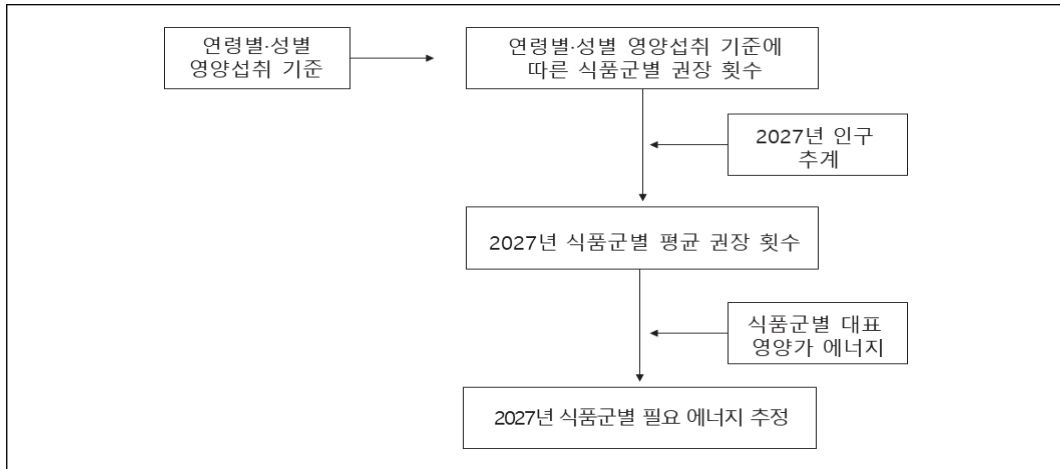 연령별·성별
영양섭취 기준
연령별·성별 영양섭취 기준에
따른 식품군별 권장 횟수
2027년 인구
추계
2027년 식품군별 평균 권장 횟수
식품군별 대표
영양가 에너지
2027년 식품군별 필요 에너지 추정